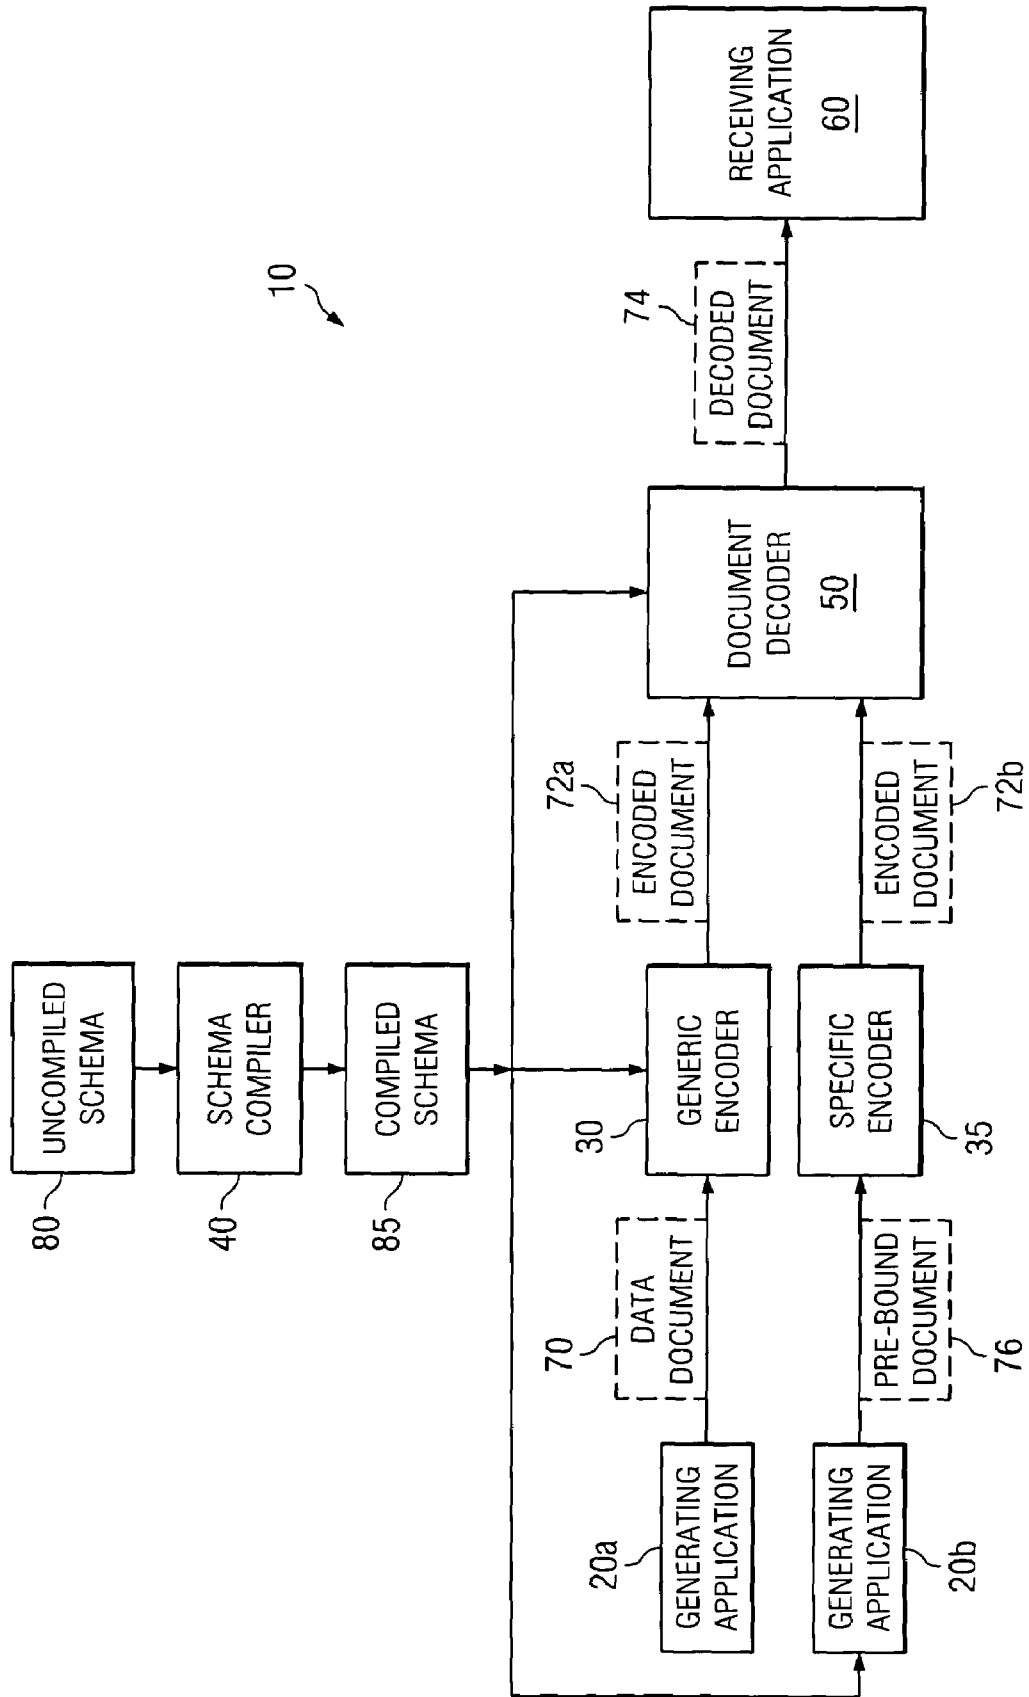 10
UNCOMPILED
SCHEMA
80
SCHEMA
COMPILER
40
COMPILED
SCHEMA
85
GENERATING
APPLICATION
20a
DATA
DOCUMENT
70
GENERIC
ENCODER
30
ENCODED
DOCUMENT
72a
GENERATING
APPLICATION
20b
PRE-BOUND
DOCUMENT
76
SPECIFIC
ENCODER
35
ENCODED
DOCUMENT
72b
DOCUMENT
DECODER
50
DECODED
DOCUMENT
74
RECEIVING
APPLICATION
60